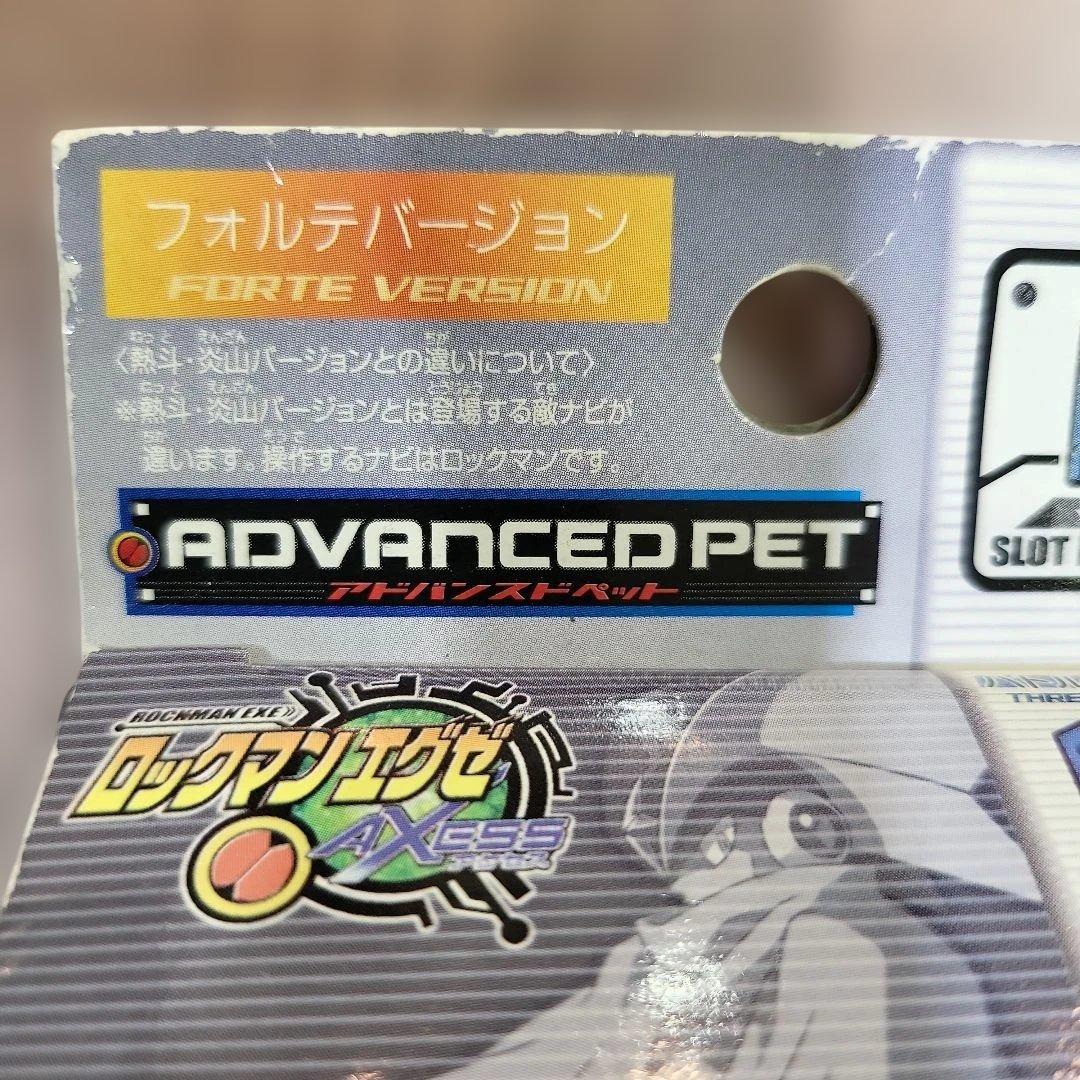 フォルテバージョン
FORTE VERSION
〈熱斗・炎山バージョンとの違いについて〉
※熱斗・炎山バージョンとは登場する敵ナビが
違います。操作するナビはロックマンです。
ADVANCED PET
アドバンスドペット
SLOT
ROCKMAN EXE
ロックマンエグゼ
AXESS
アクセス
THRE